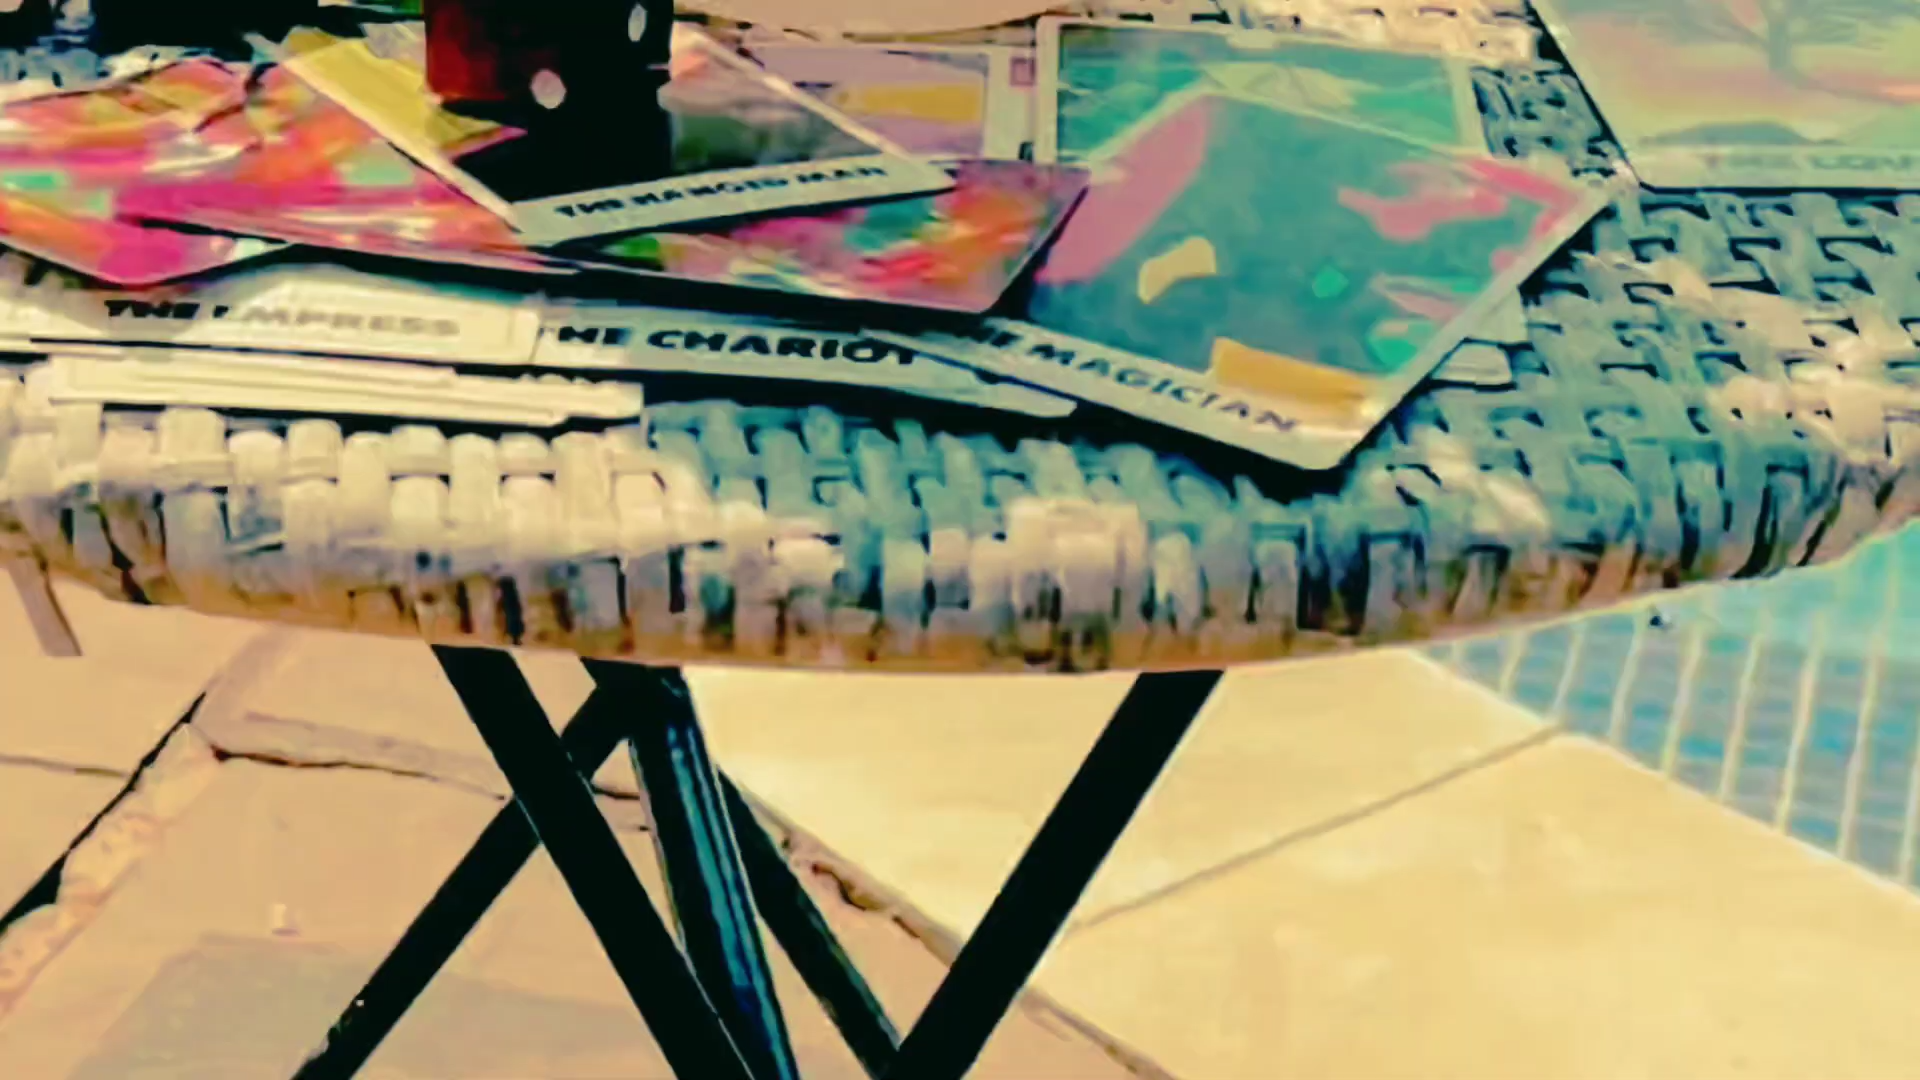 THE HANGED MAN
THE EMPRESS
THE CHARIOT
THE MAGICIAN